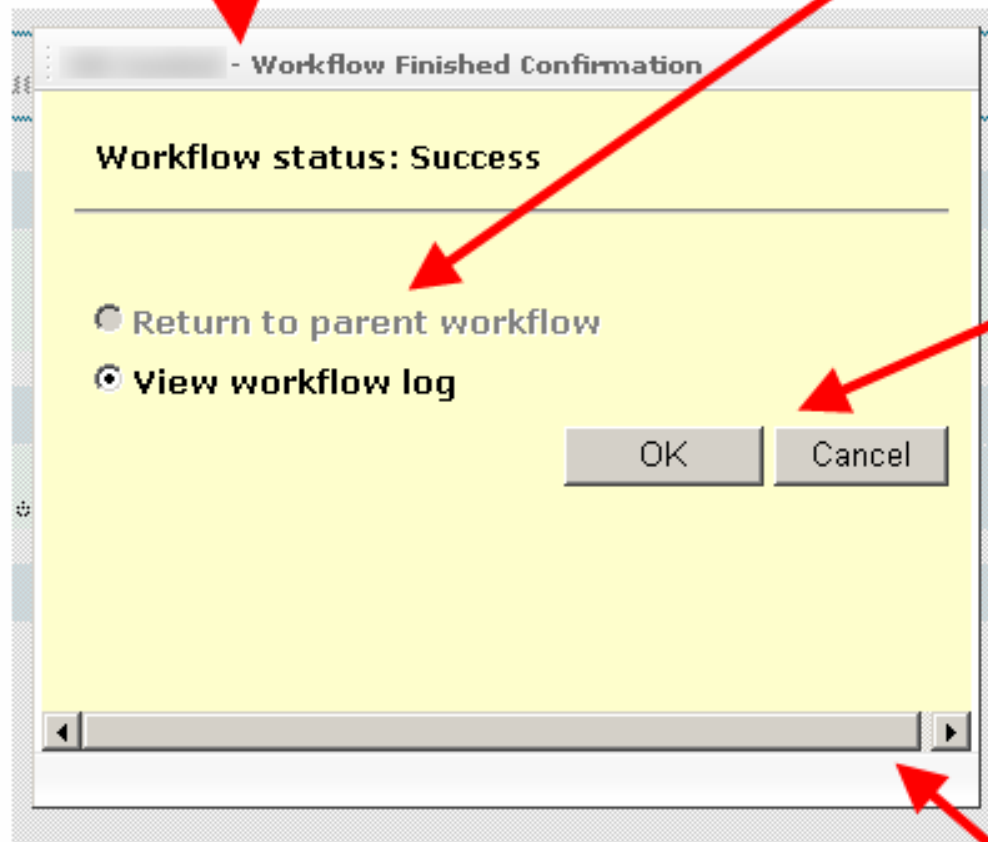 - Workflow Finished Confirmation
Workflow status: Success
Return to parent workflow
View workflow log
OK Cancel